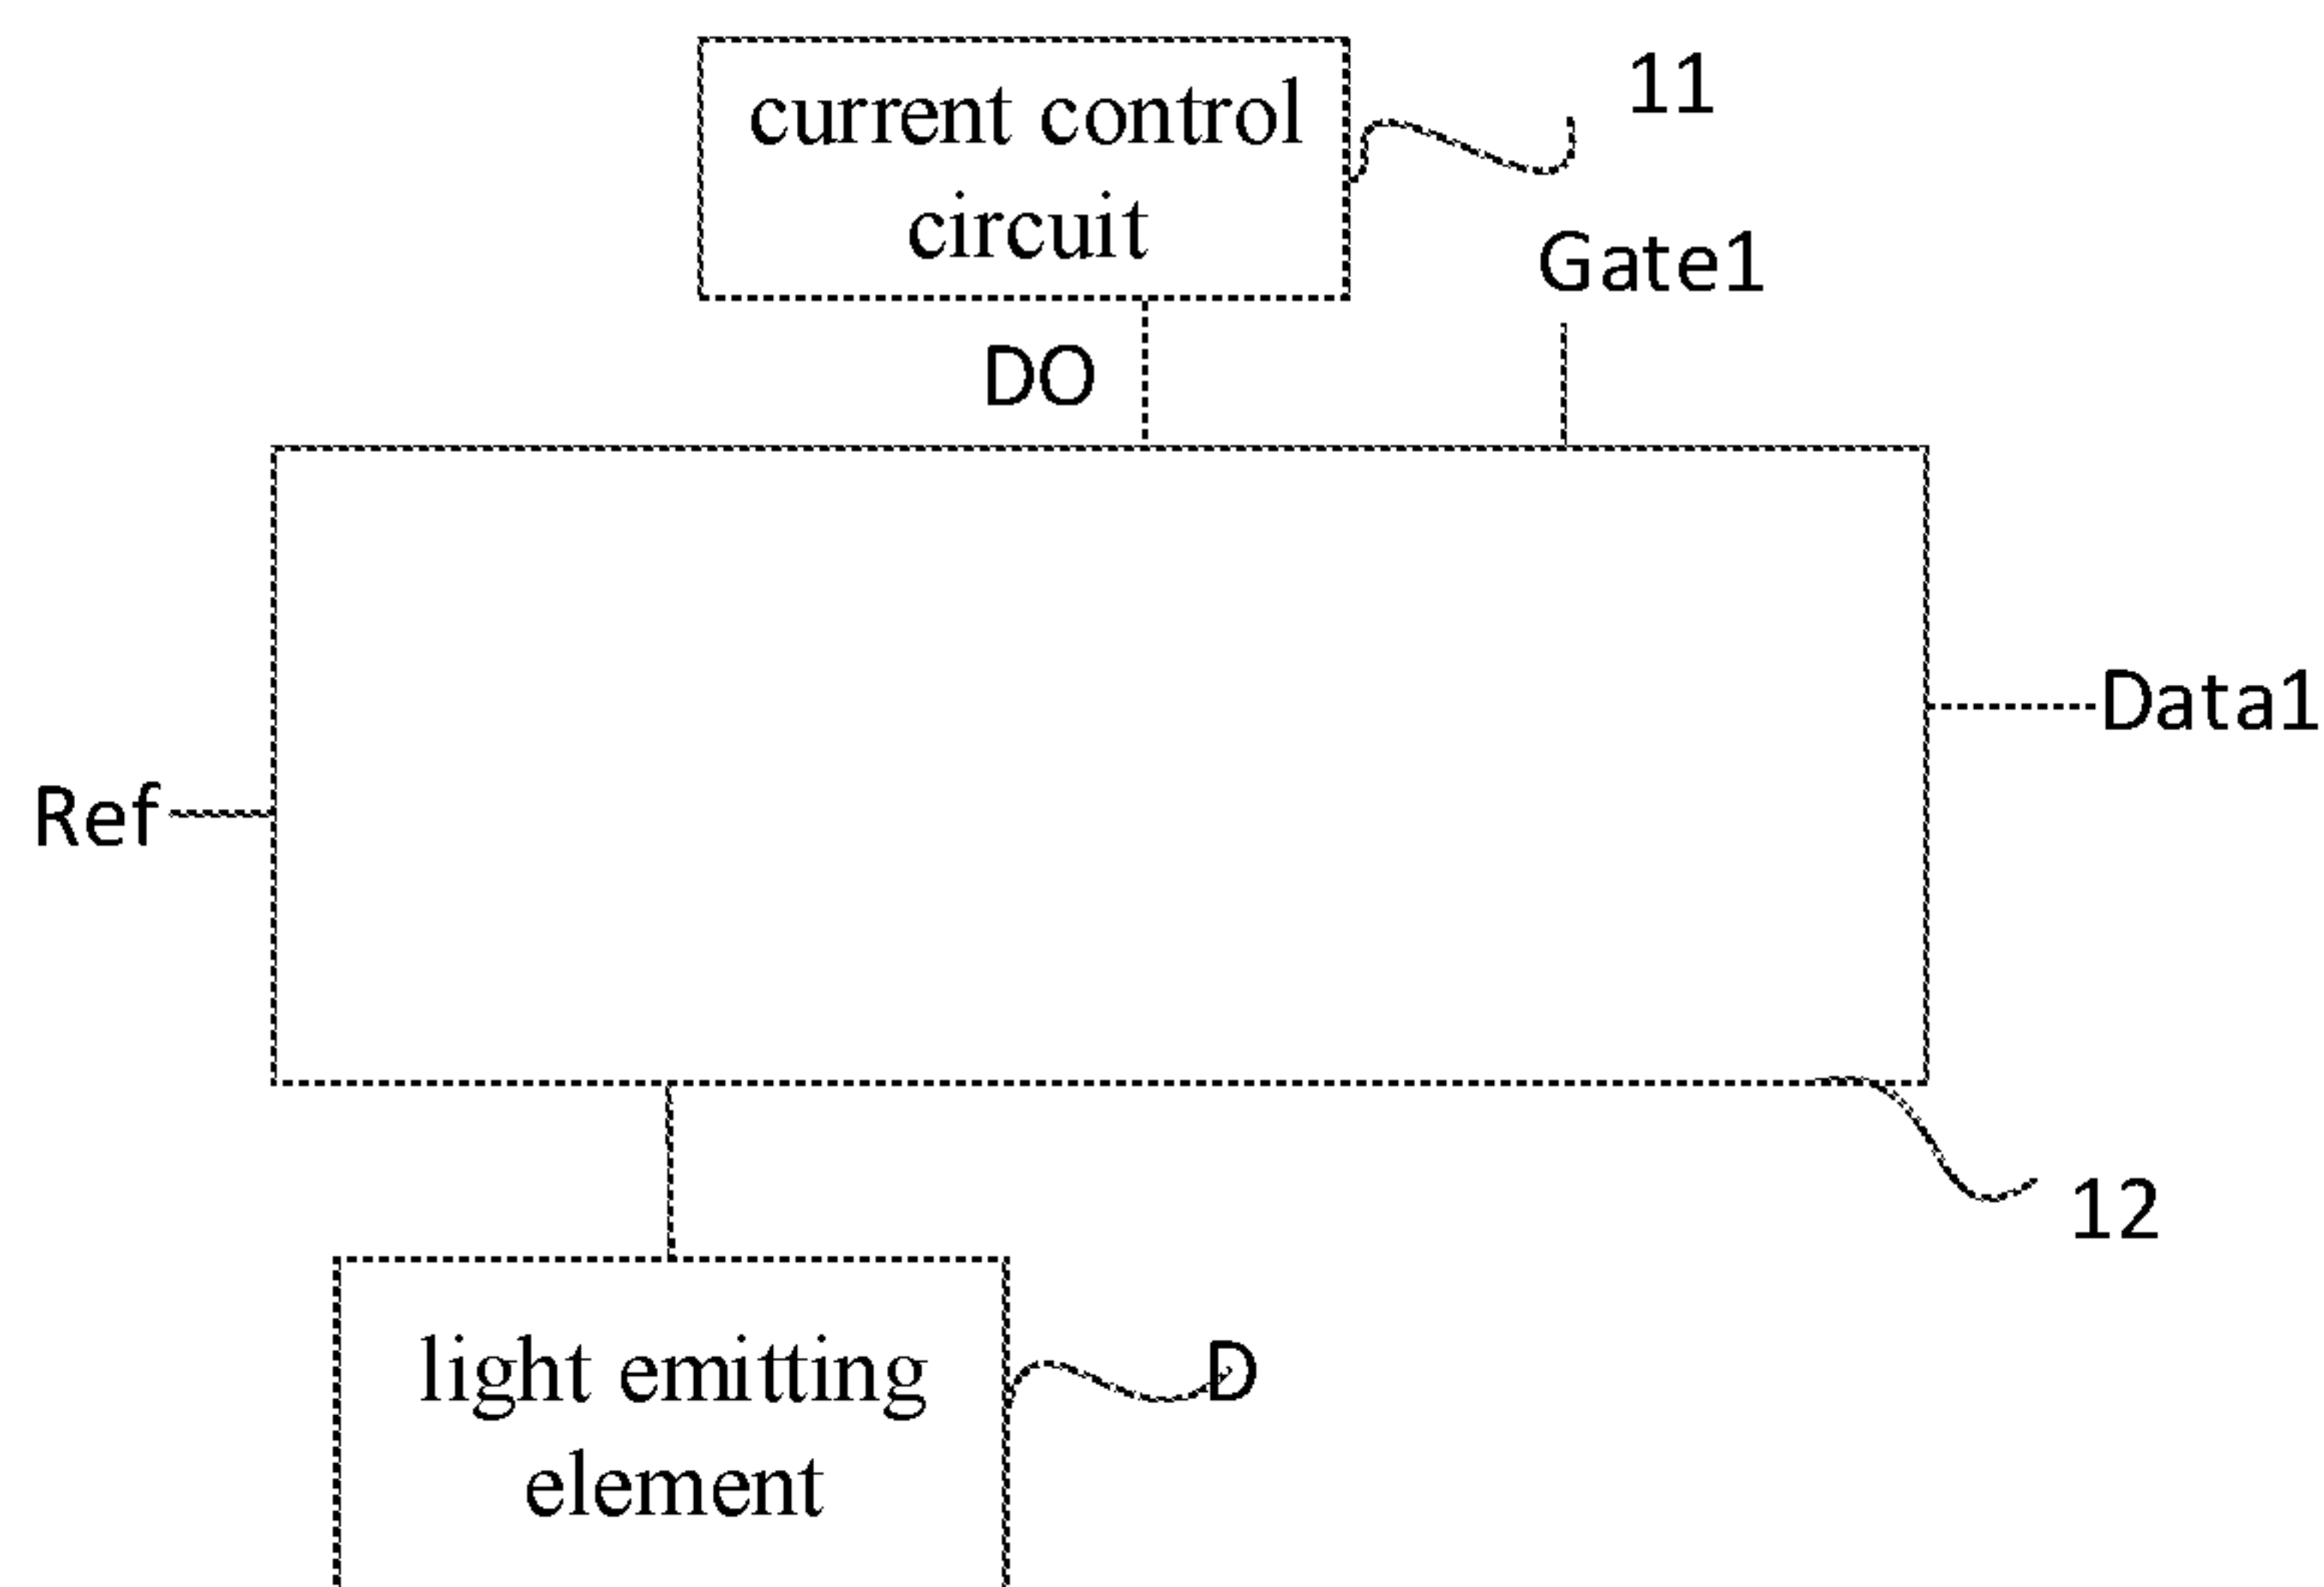 current control
circuit
11
Gate1
DO
Data1
Ref
12
light emitting
element
D